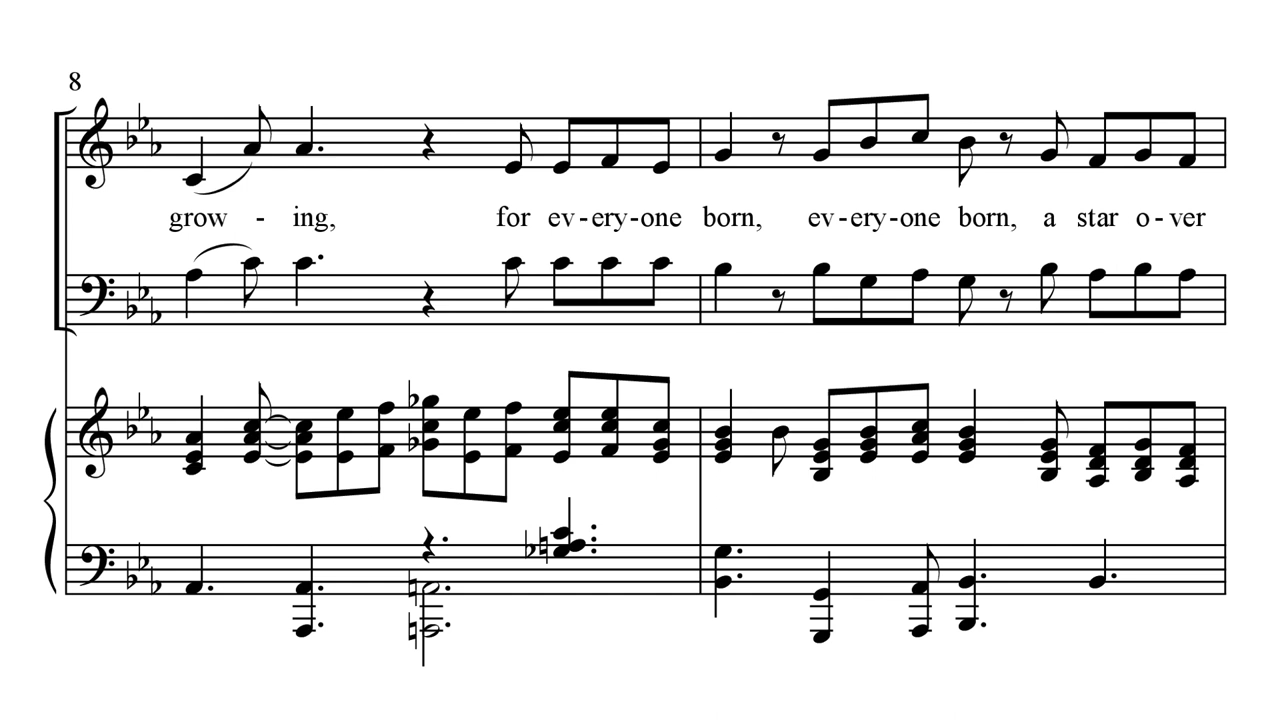 8
grow - ing, for ev-ery-one born, ev-ery-one born, a star o-ver